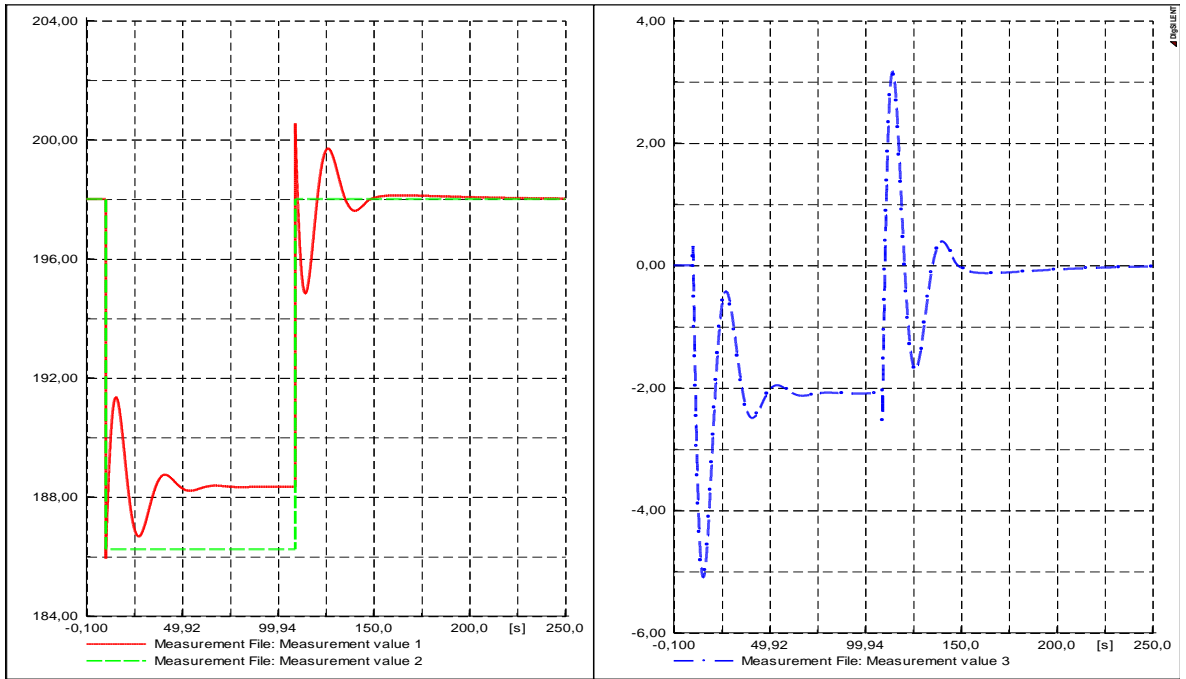 204,00
200,00
196,00
192,00
188,00
184,00
-0,100 49,92 99,94 150,0 200,0 [s] 250,0
Measurement File: Measurement value 1
Measurement File: Measurement value 2
4,00
2,00
0,00
-2,00
-4,00
-6,00
-0,100 49,92 99,94 150,0 200,0 [s] 250,0
Measurement File: Measurement value 3
DIgSILENT